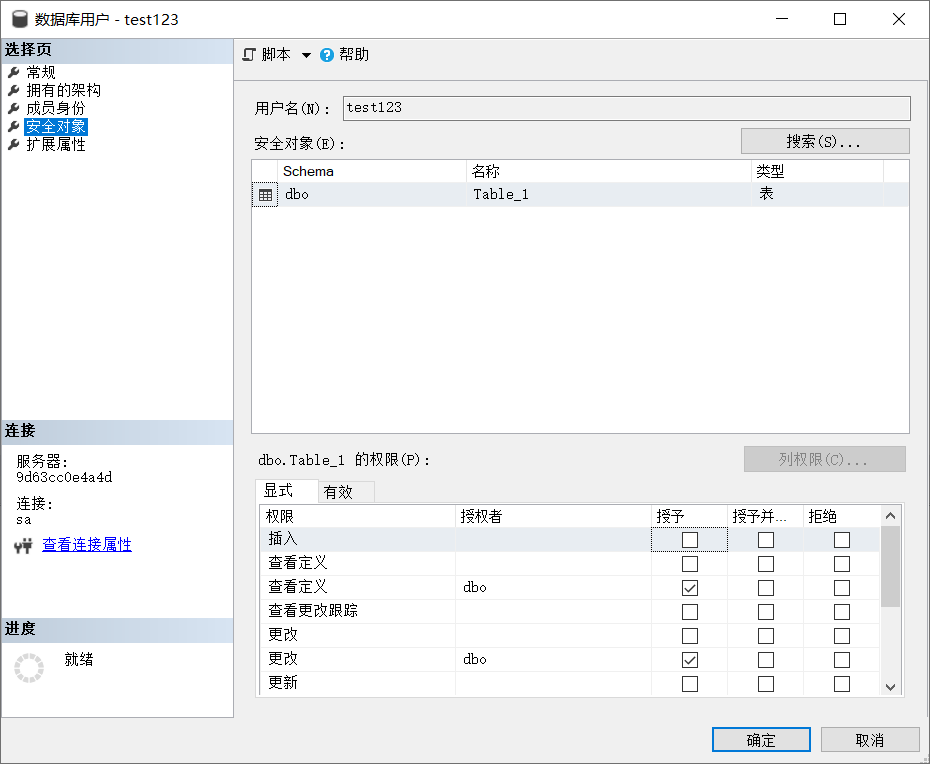 数据库用户 - test123
选择页
常规
拥有的架构
成员身份
安全对象
扩展属性
脚本 帮助
用户名(N):
test123
安全对象(E):
搜索(S)...
Schema 名称 类型
dbo Table_1 表
连接
服务器:
9d63cc0e4a4d
连接:
sa
查看连接属性
进度
就绪
dbo.Table_1 的权限(P):
列权限(C)...
显式 有效
权限 授权者 授予 授予并... 拒绝
插入
查看定义
查看定义 dbo
查看更改跟踪
更改
更改 dbo
更新
确定 取消